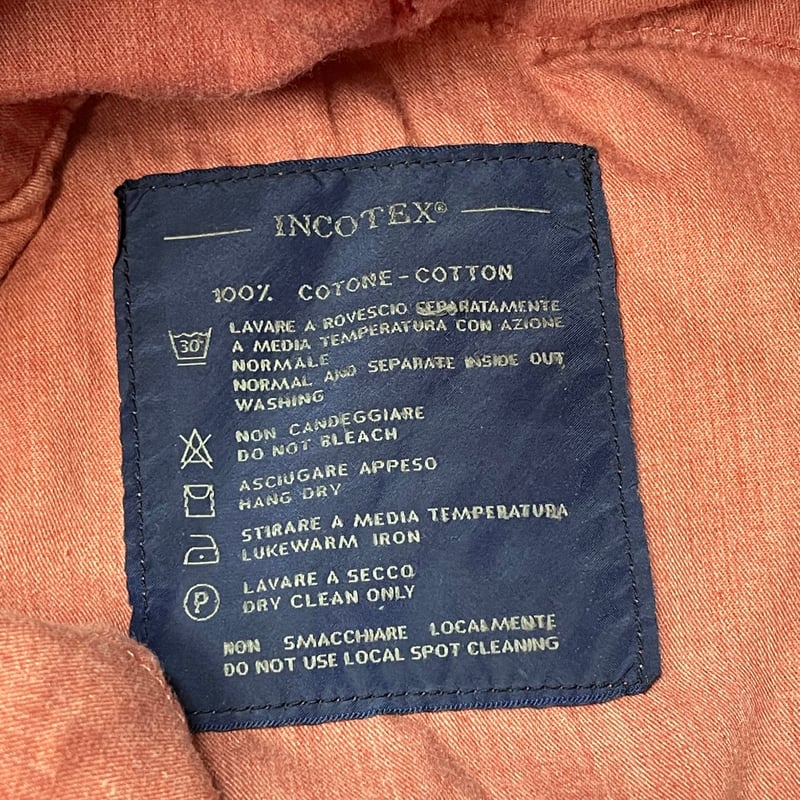 INCOTEX®
100% COTONE - COTTON
30°
LAVARE A ROVESCIO SEPARATAMENTE
A MEDIA TEMPERATURA CON AZIONE
NORMALE
NORMAL AND SEPARATE INSIDE OUT
WASHING
NON CANDEGGIARE
DO NOT BLEACH
ASCIUGARE APPESO
HANG DRY
STIRARE A MEDIA TEMPERATURA
LUKEWARM IRON
P
LAVARE A SECCO
DRY CLEAN ONLY
NON SMACCHIARE LOCALMENTE
DO NOT USE LOCAL SPOT CLEANING